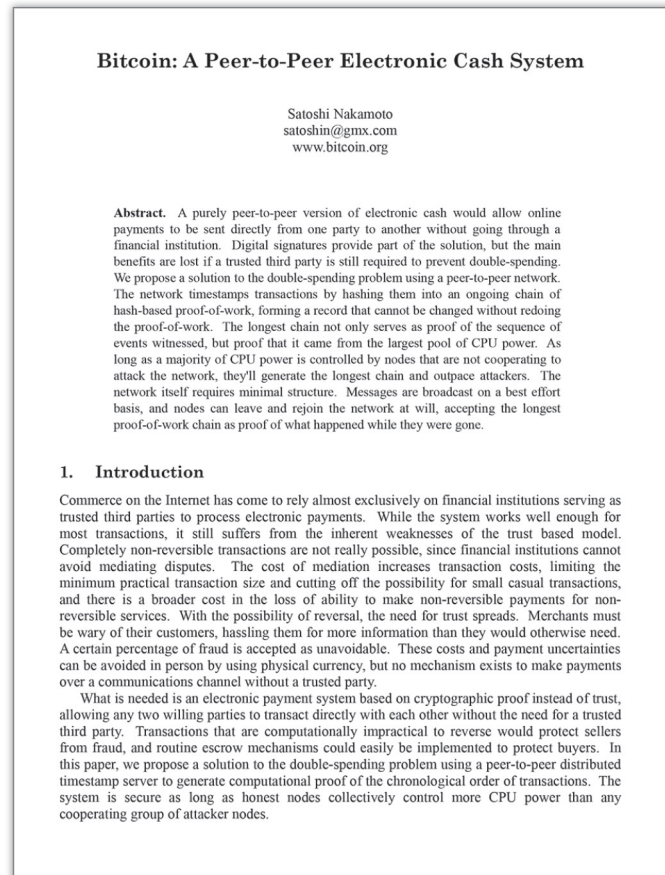 Bitcoin: A Peer-to-Peer Electronic Cash System
Satoshi Nakamoto
satoshin@gmx.com
www.bitcoin.org
Abstract. A purely peer-to-peer version of electronic cash would allow online
payments to be sent directly from one party to another without going through a
financial institution. Digital signatures provide part of the solution, but the main
benefits are lost if a trusted third party is still required to prevent double-spending.
We propose a solution to the double-spending problem using a peer-to-peer network.
The network timestamps transactions by hashing them into an ongoing chain of
hash-based proof-of-work, forming a record that cannot be changed without redoing
the proof-of-work. The longest chain not only serves as proof of the sequence of
events witnessed, but proof that it came from the largest pool of CPU power. As
long as a majority of CPU power is controlled by nodes that are not cooperating to
attack the network, they'll generate the longest chain and outpace attackers. The
network itself requires minimal structure. Messages are broadcast on a best effort
basis, and nodes can leave and rejoin the network at will, accepting the longest
proof-of-work chain as proof of what happened while they were gone.
1. Introduction
Commerce on the Internet has come to rely almost exclusively on financial institutions serving as
trusted third parties to process electronic payments. While the system works well enough for
most transactions, it still suffers from the inherent weaknesses of the trust based model.
Completely non-reversible transactions are not really possible, since financial institutions cannot
avoid mediating disputes. The cost of mediation increases transaction costs, limiting the
minimum practical transaction size and cutting off the possibility for small casual transactions,
and there is a broader cost in the loss of ability to make non-reversible payments for non-
reversible services. With the possibility of reversal, the need for trust spreads. Merchants must
be wary of their customers, hassling them for more information than they would otherwise need.
A certain percentage of fraud is accepted as unavoidable. These costs and payment uncertainties
can be avoided in person by using physical currency, but no mechanism exists to make payments
over a communications channel without a trusted party.
What is needed is an electronic payment system based on cryptographic proof instead of trust,
allowing any two willing parties to transact directly with each other without the need for a trusted
third party. Transactions that are computationally impractical to reverse would protect sellers
from fraud, and routine escrow mechanisms could easily be implemented to protect buyers. In
this paper, we propose a solution to the double-spending problem using a peer-to-peer distributed
timestamp server to generate computational proof of the chronological order of transactions. The
system is secure as long as honest nodes collectively control more CPU power than any
cooperating group of attacker nodes.